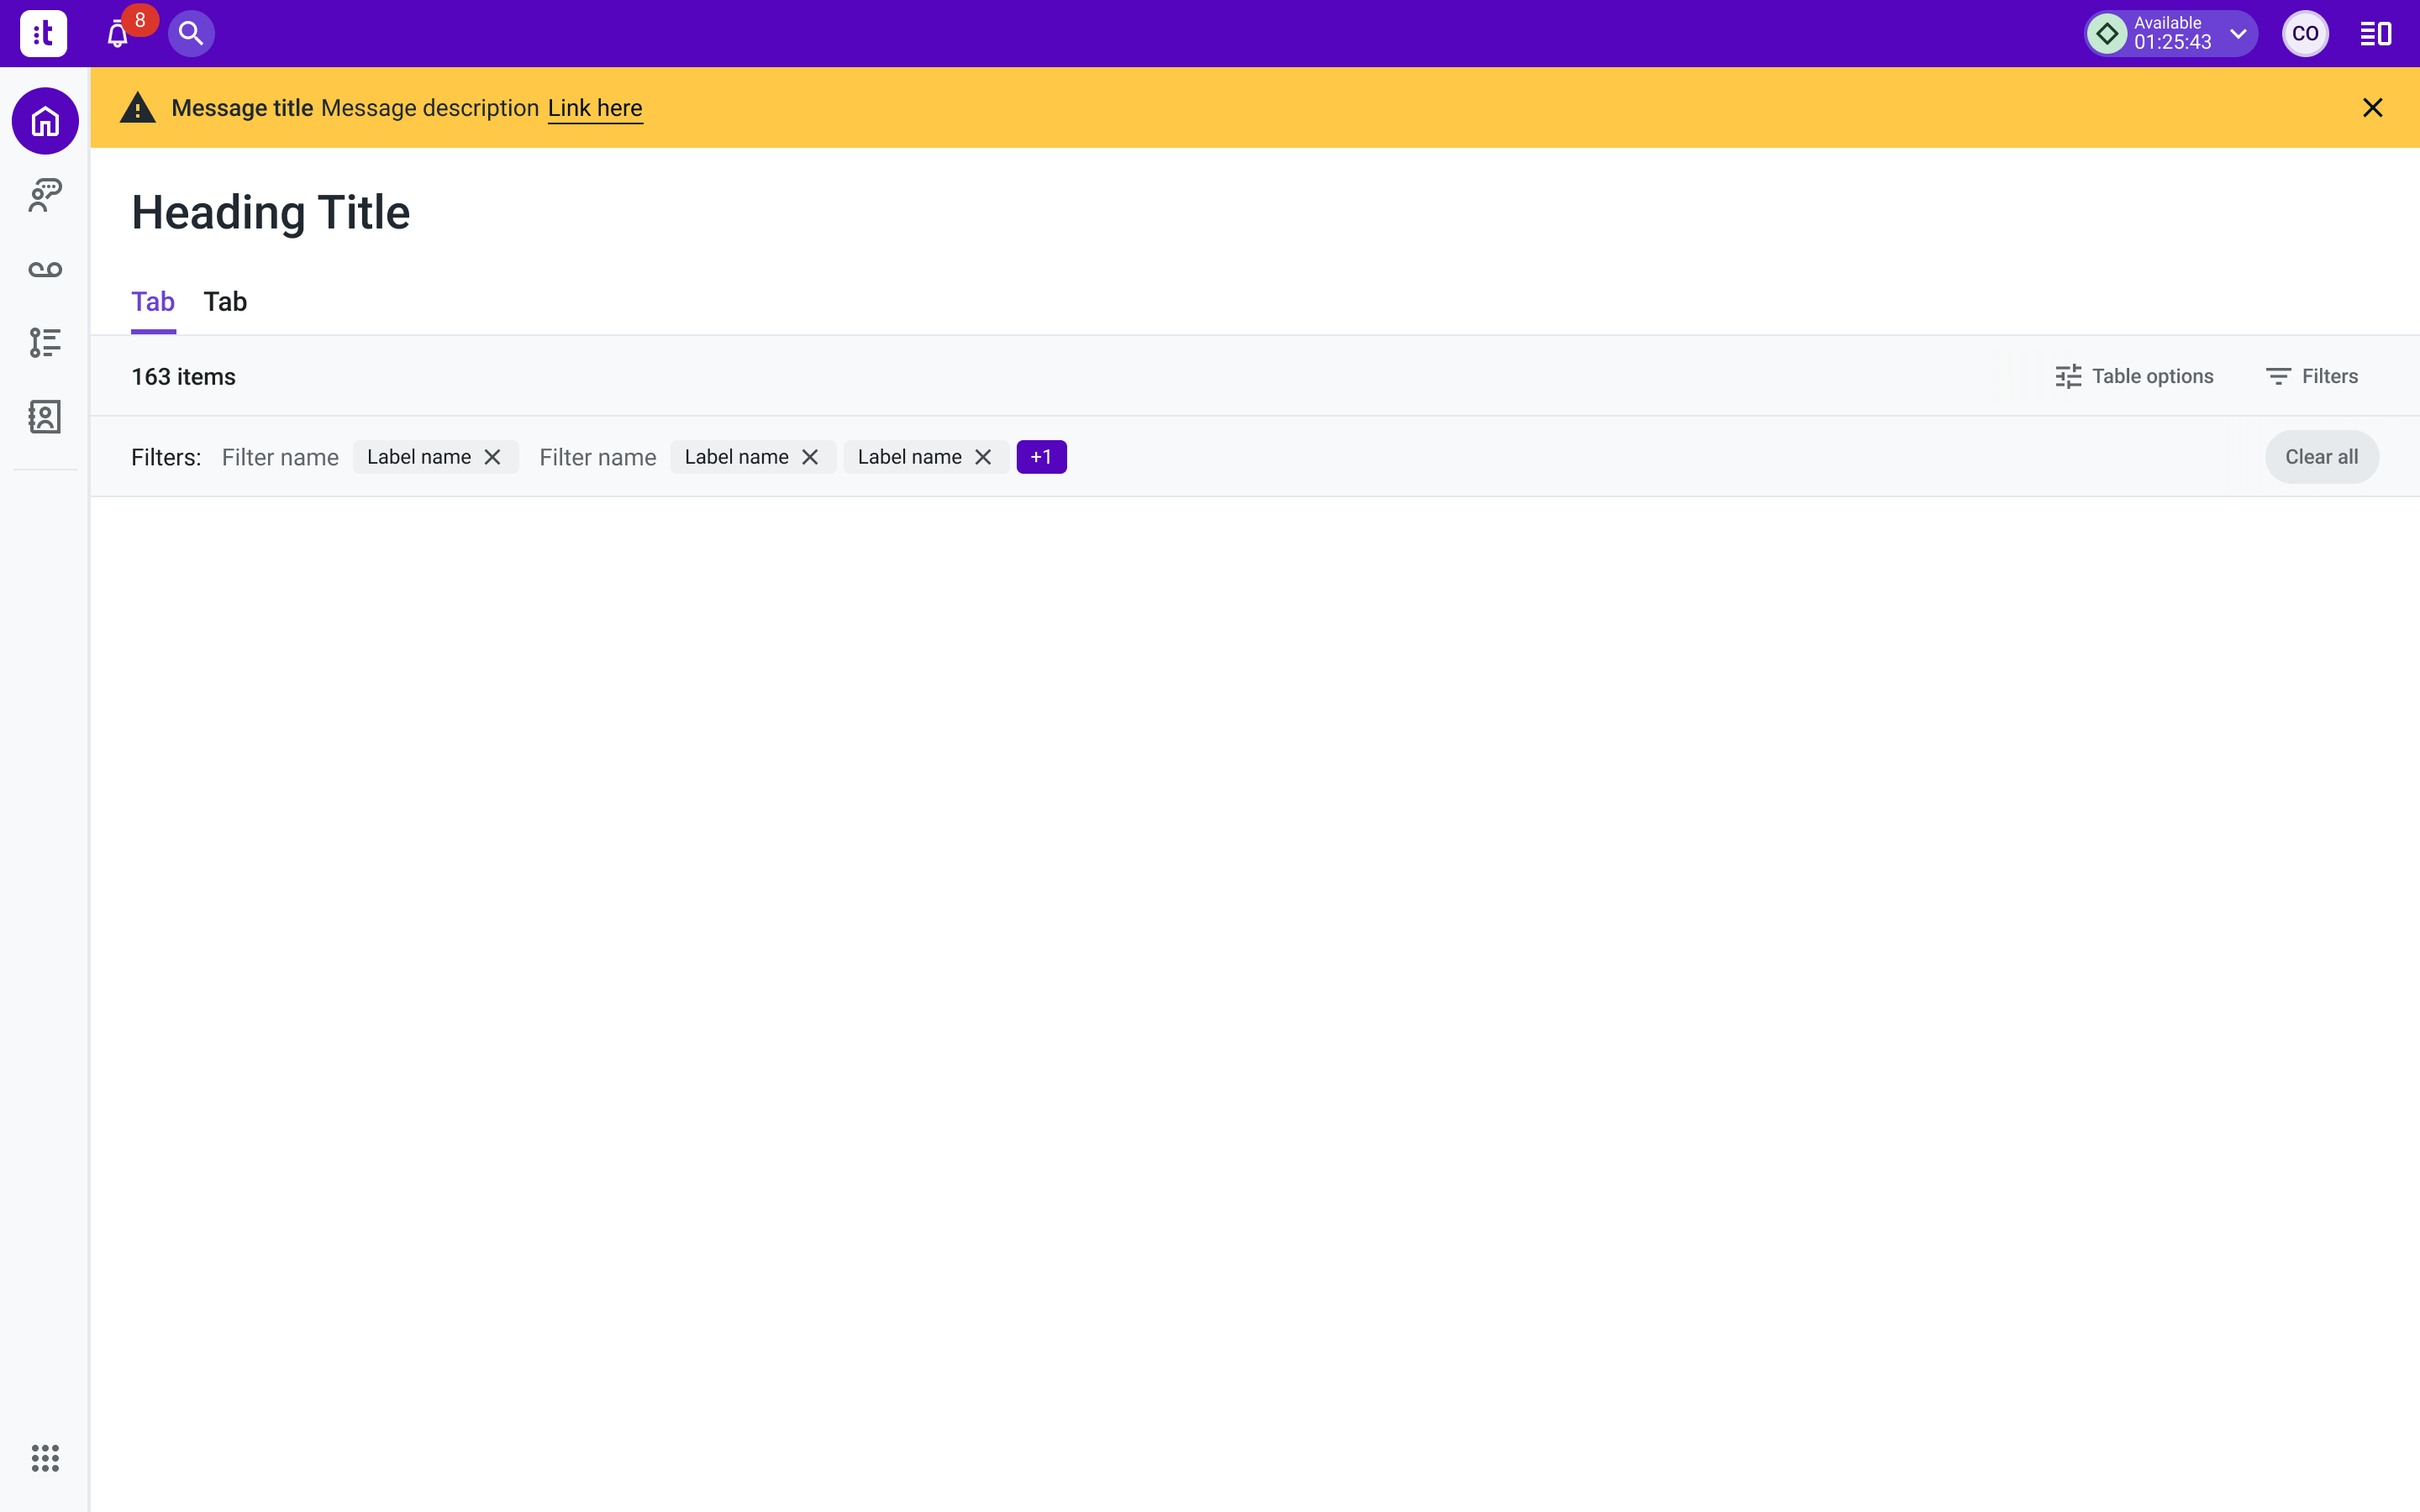 :t 8 Available CO
01:25:43
Message title Message description Link here
Heading Title
Tab Tab
163 items Table options Filters
Filters: Filter name Label name Filter name Label name Label name +1 Clear all